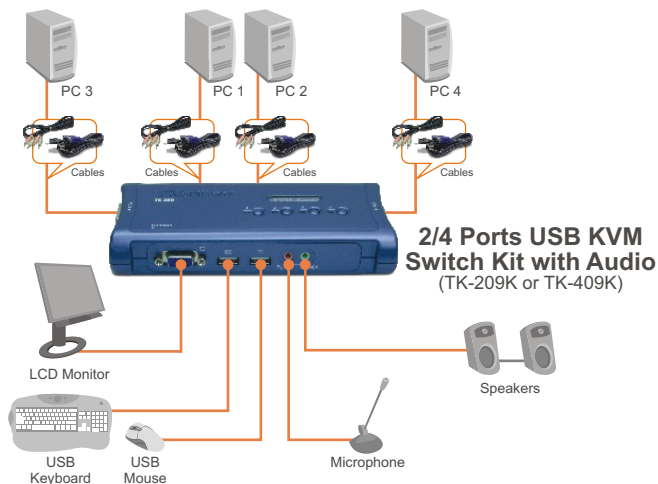 PC 3
PC 1
PC 2
PC 4
Cables
Cables
Cables
Cables
2/4 Ports USB KVM
Switch Kit with Audio
(TK-209K or TK-409K)
LCD Monitor
Speakers
USB
Keyboard
USB
Mouse
Microphone